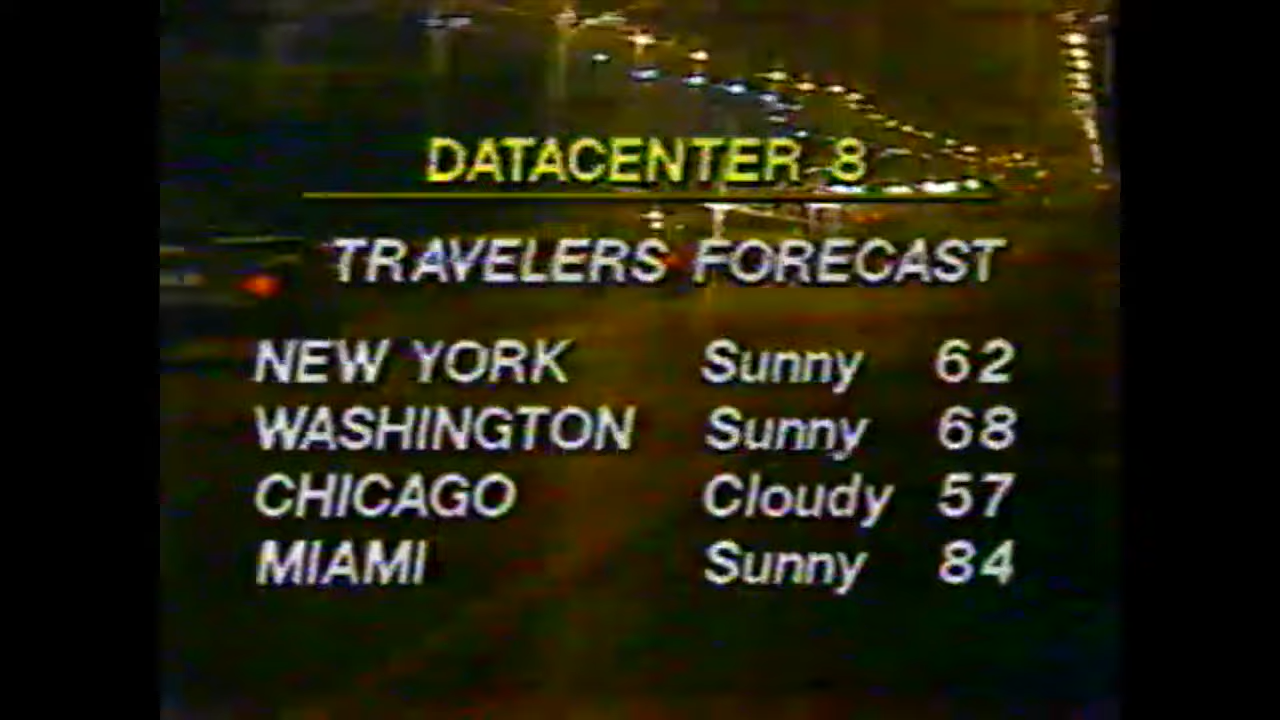 DATACENTER 8
TRAVELERS FORECAST
NEW YORK Sunny 62
WASHINGTON Sunny 68
CHICAGO Cloudy 57
MIAMI Sunny 84